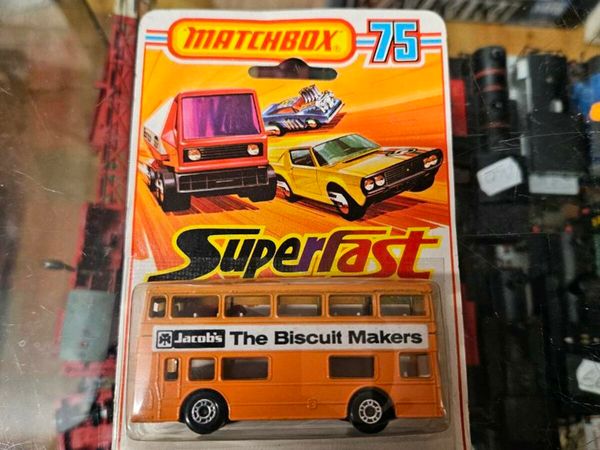 MATCHBOX 75
Superfast
Jacob's The Biscuit Makers